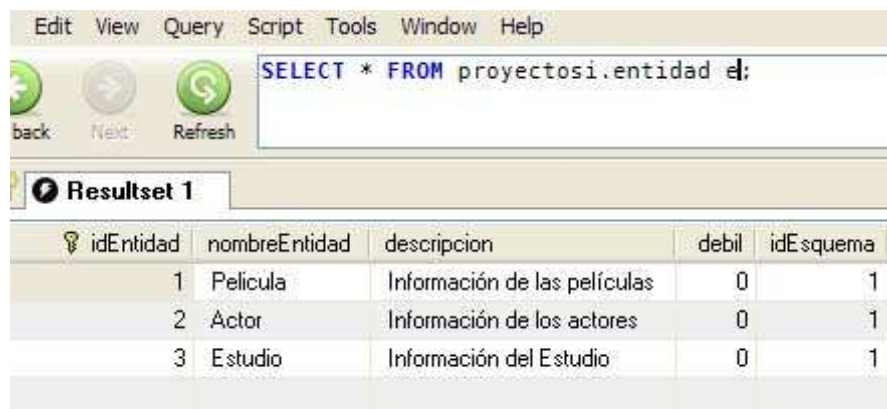 Edit View Query Script Tools Window Help
SELECT * FROM proyectosi.entidad e;
back Next Refresh
Resultset 1
idEntidad nombreEntidad descripcion debil idEsquema
1 Pelicula Información de las películas 0 1
2 Actor Información de los actores 0 1
3 Estudio Información del Estudio 0 1